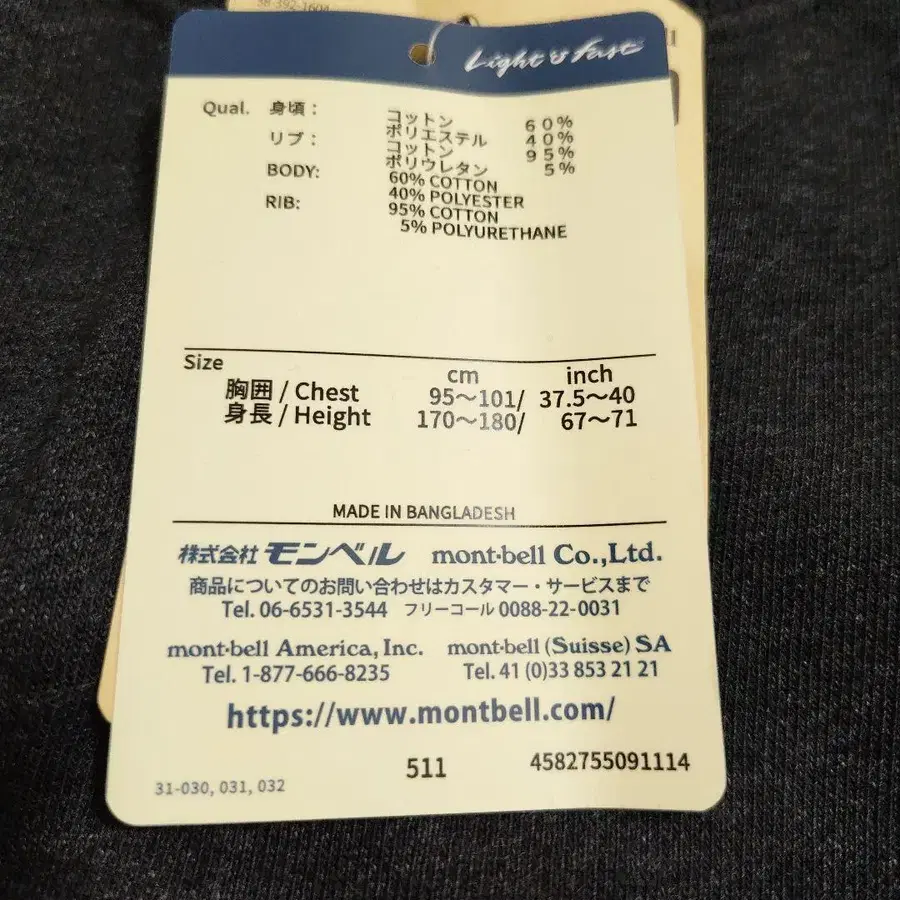 38-392-1604
Light & Fast
Qual. 身頃： コットン 60%
ポリエステル 40%
リブ： コットン 95%
ポリウレタン 5%
BODY: 60% COTTON
40% POLYESTER
RIB: 95% COTTON
5% POLYURETHANE
Size
cm inch
胸囲 / Chest 95〜101/ 37.5〜40
身長 / Height 170〜180/ 67〜71
MADE IN BANGLADESH
株式会社モンベル mont-bell Co.,Ltd.
商品についてのお問い合わせはカスタマー・サービスまで
Tel. 06-6531-3544 フリーコール 0088-22-0031
mont-bell America, Inc. mont-bell (Suisse) SA
Tel. 1-877-666-8235 Tel. 41 (0)33 853 21 21
https://www.montbell.com/
511 4582755091114
31-030, 031, 032